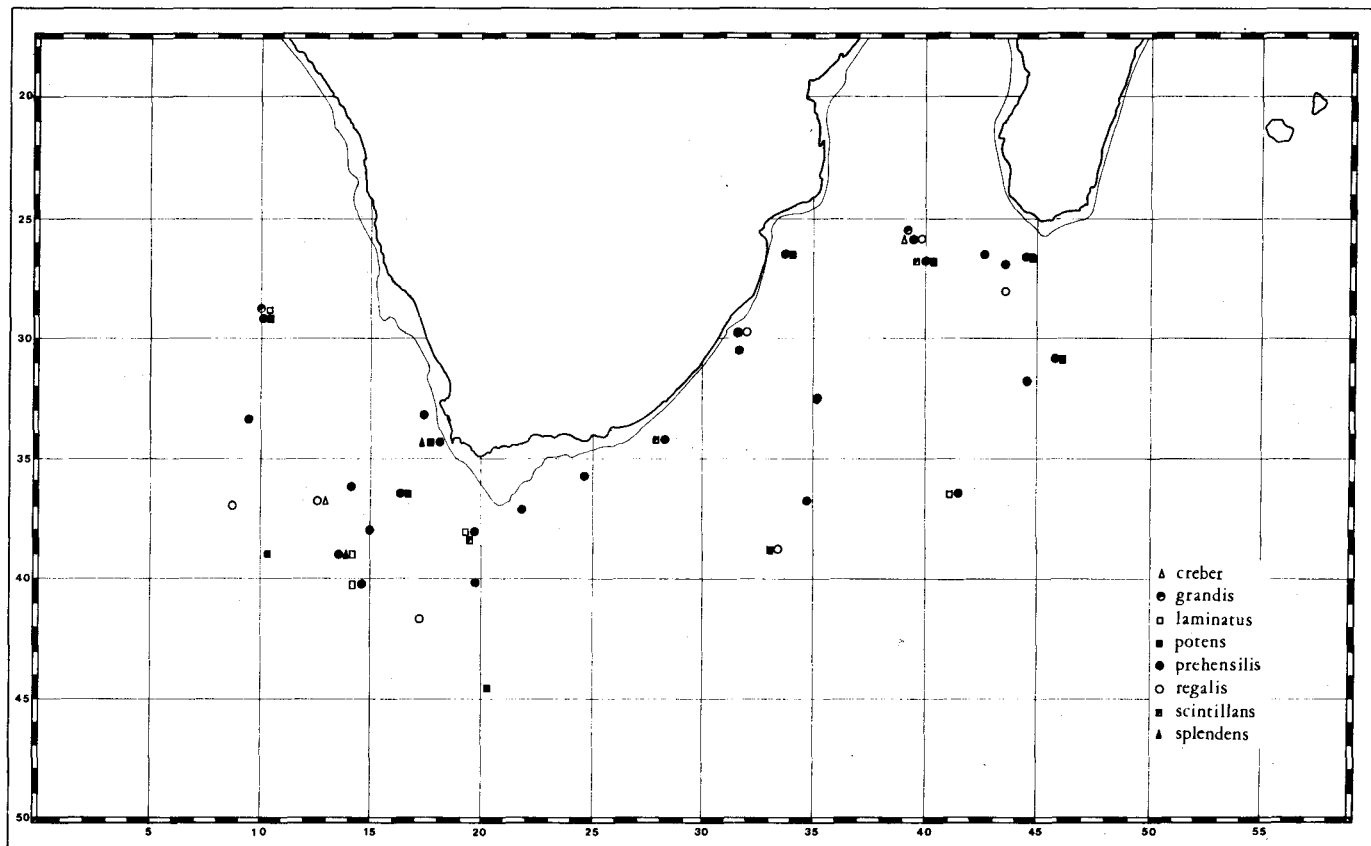 20
25
30
35
40
45
50
creber
grandis
laminatus
potens
prehensilis
regalis
scintillans
splendens
5 10 15 20 25 30 35 40 45 50 55